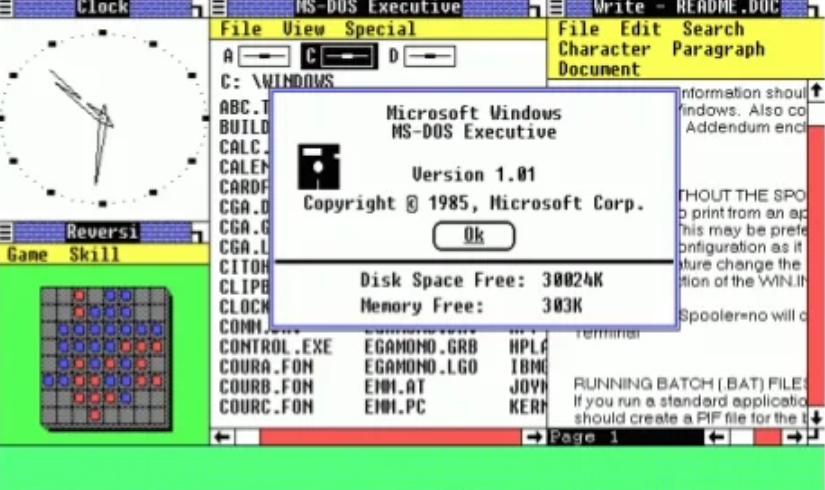 Clock
Reversi
Game Skill
MS-DOS Executive
File View Special
A C D
C: \WINDOWS
ABC.T
BUILD
CALC.
CALEN
CARDF
CGA.D
CGA.G
CGA.L
CITOH
CLIPB
CLOCK
CONTROL.EXE EGAMONO.GRB HPLA
COURA.FON EGAMONO.LGO IBMG
COURB.FON EMM.AT JOYM
COURC.FON EMM.PC KERN
Microsoft Windows
MS-DOS Executive
Version 1.01
Copyright © 1985, Microsoft Corp.
Ok
Disk Space Free: 30024K
Memory Free: 303K
Write - README.DOC
File Edit Search
Character Paragraph
Document
nformation shoul
indows. Also co
Addendum encl
THOUT THE SPO
o print from an ap
This may be prefe
onfiguration as it
ature change the
tion of the WIN.IN
Spooler=no will c
Terminal
RUNNING BATCH (.BAT) FILES
If you run a standard applicatio
should create a PIF file for the b
Page 1